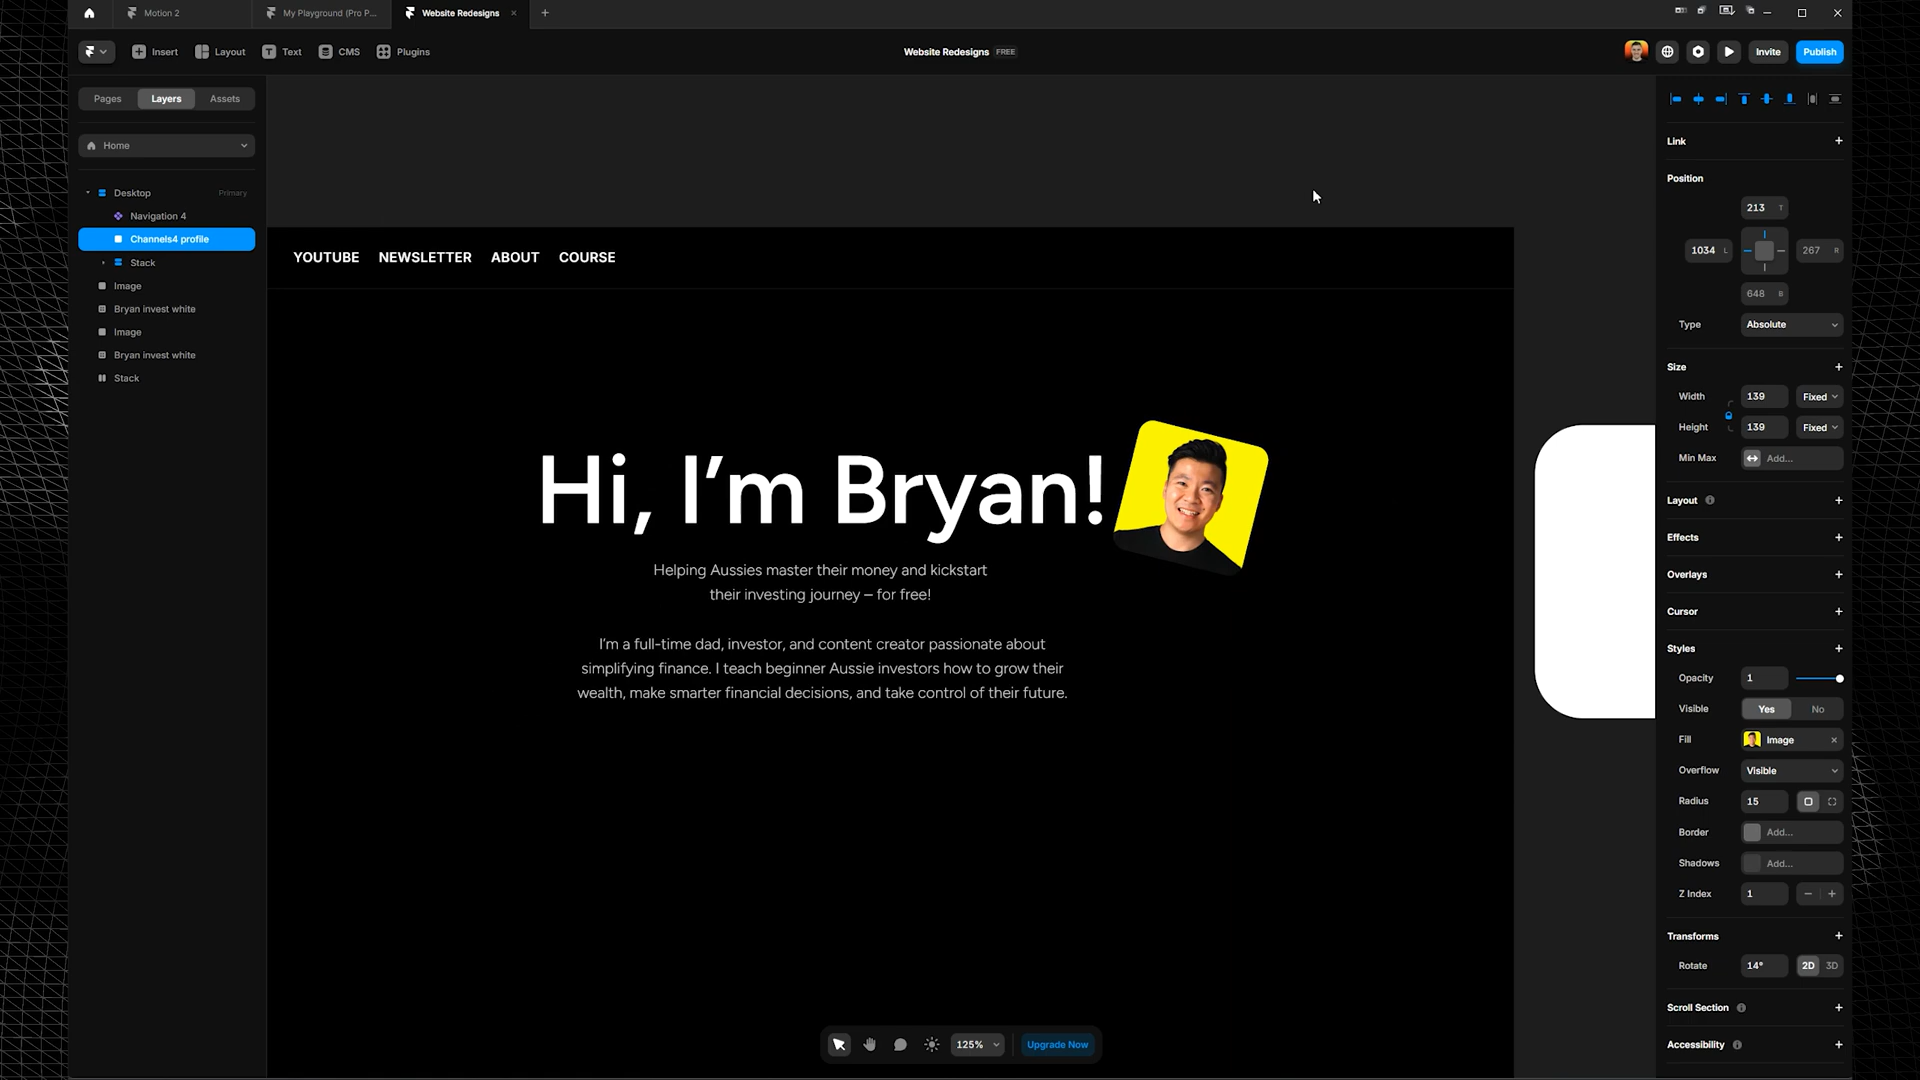 Motion 2
My Playground (Pro P...
Website Redesigns
Insert
Layout
Text
CMS
Plugins
Website Redesigns FREE
Invite
Publish
Pages
Layers
Assets
Home
Desktop
Primary
Navigation 4
Channels4 profile
Stack
Image
Bryan invest white
Image
Bryan invest white
Stack
YOUTUBE NEWSLETTER ABOUT COURSE
Hi, I’m Bryan!
Helping Aussies master their money and kickstart
their investing journey – for free!
I’m a full-time dad, investor, and content creator passionate about
simplifying finance. I teach beginner Aussie investors how to grow their
wealth, make smarter financial decisions, and take control of their future.
125%
Upgrade Now
Link
Position
213 T
1034 L
267 R
648 B
Type Absolute
Size
Width 139 Fixed
Height 139 Fixed
Min Max Add...
Layout
Effects
Overlays
Cursor
Styles
Opacity 1
Visible Yes No
Fill Image
Overflow Visible
Radius 15
Border Add...
Shadows Add...
Z Index 1
Transforms
Rotate 14° 2D 3D
Scroll Section
Accessibility